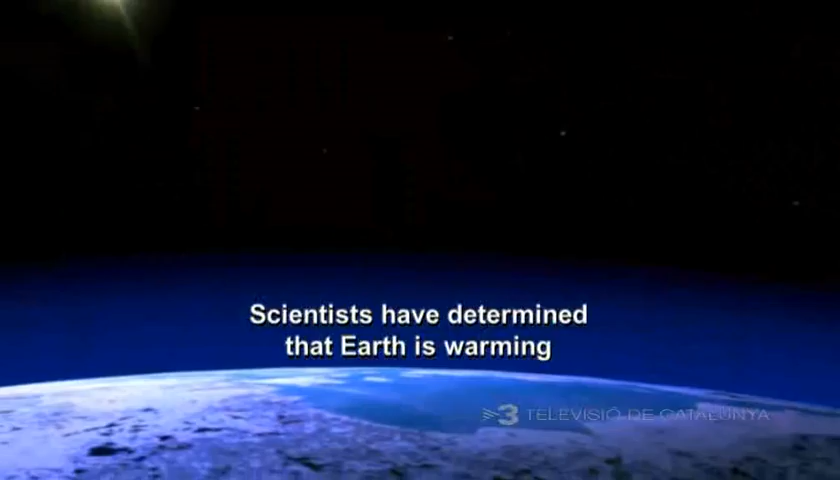 Scientists have determined
that Earth is warming
3 TELEVISIÓ DE CATALUNYA